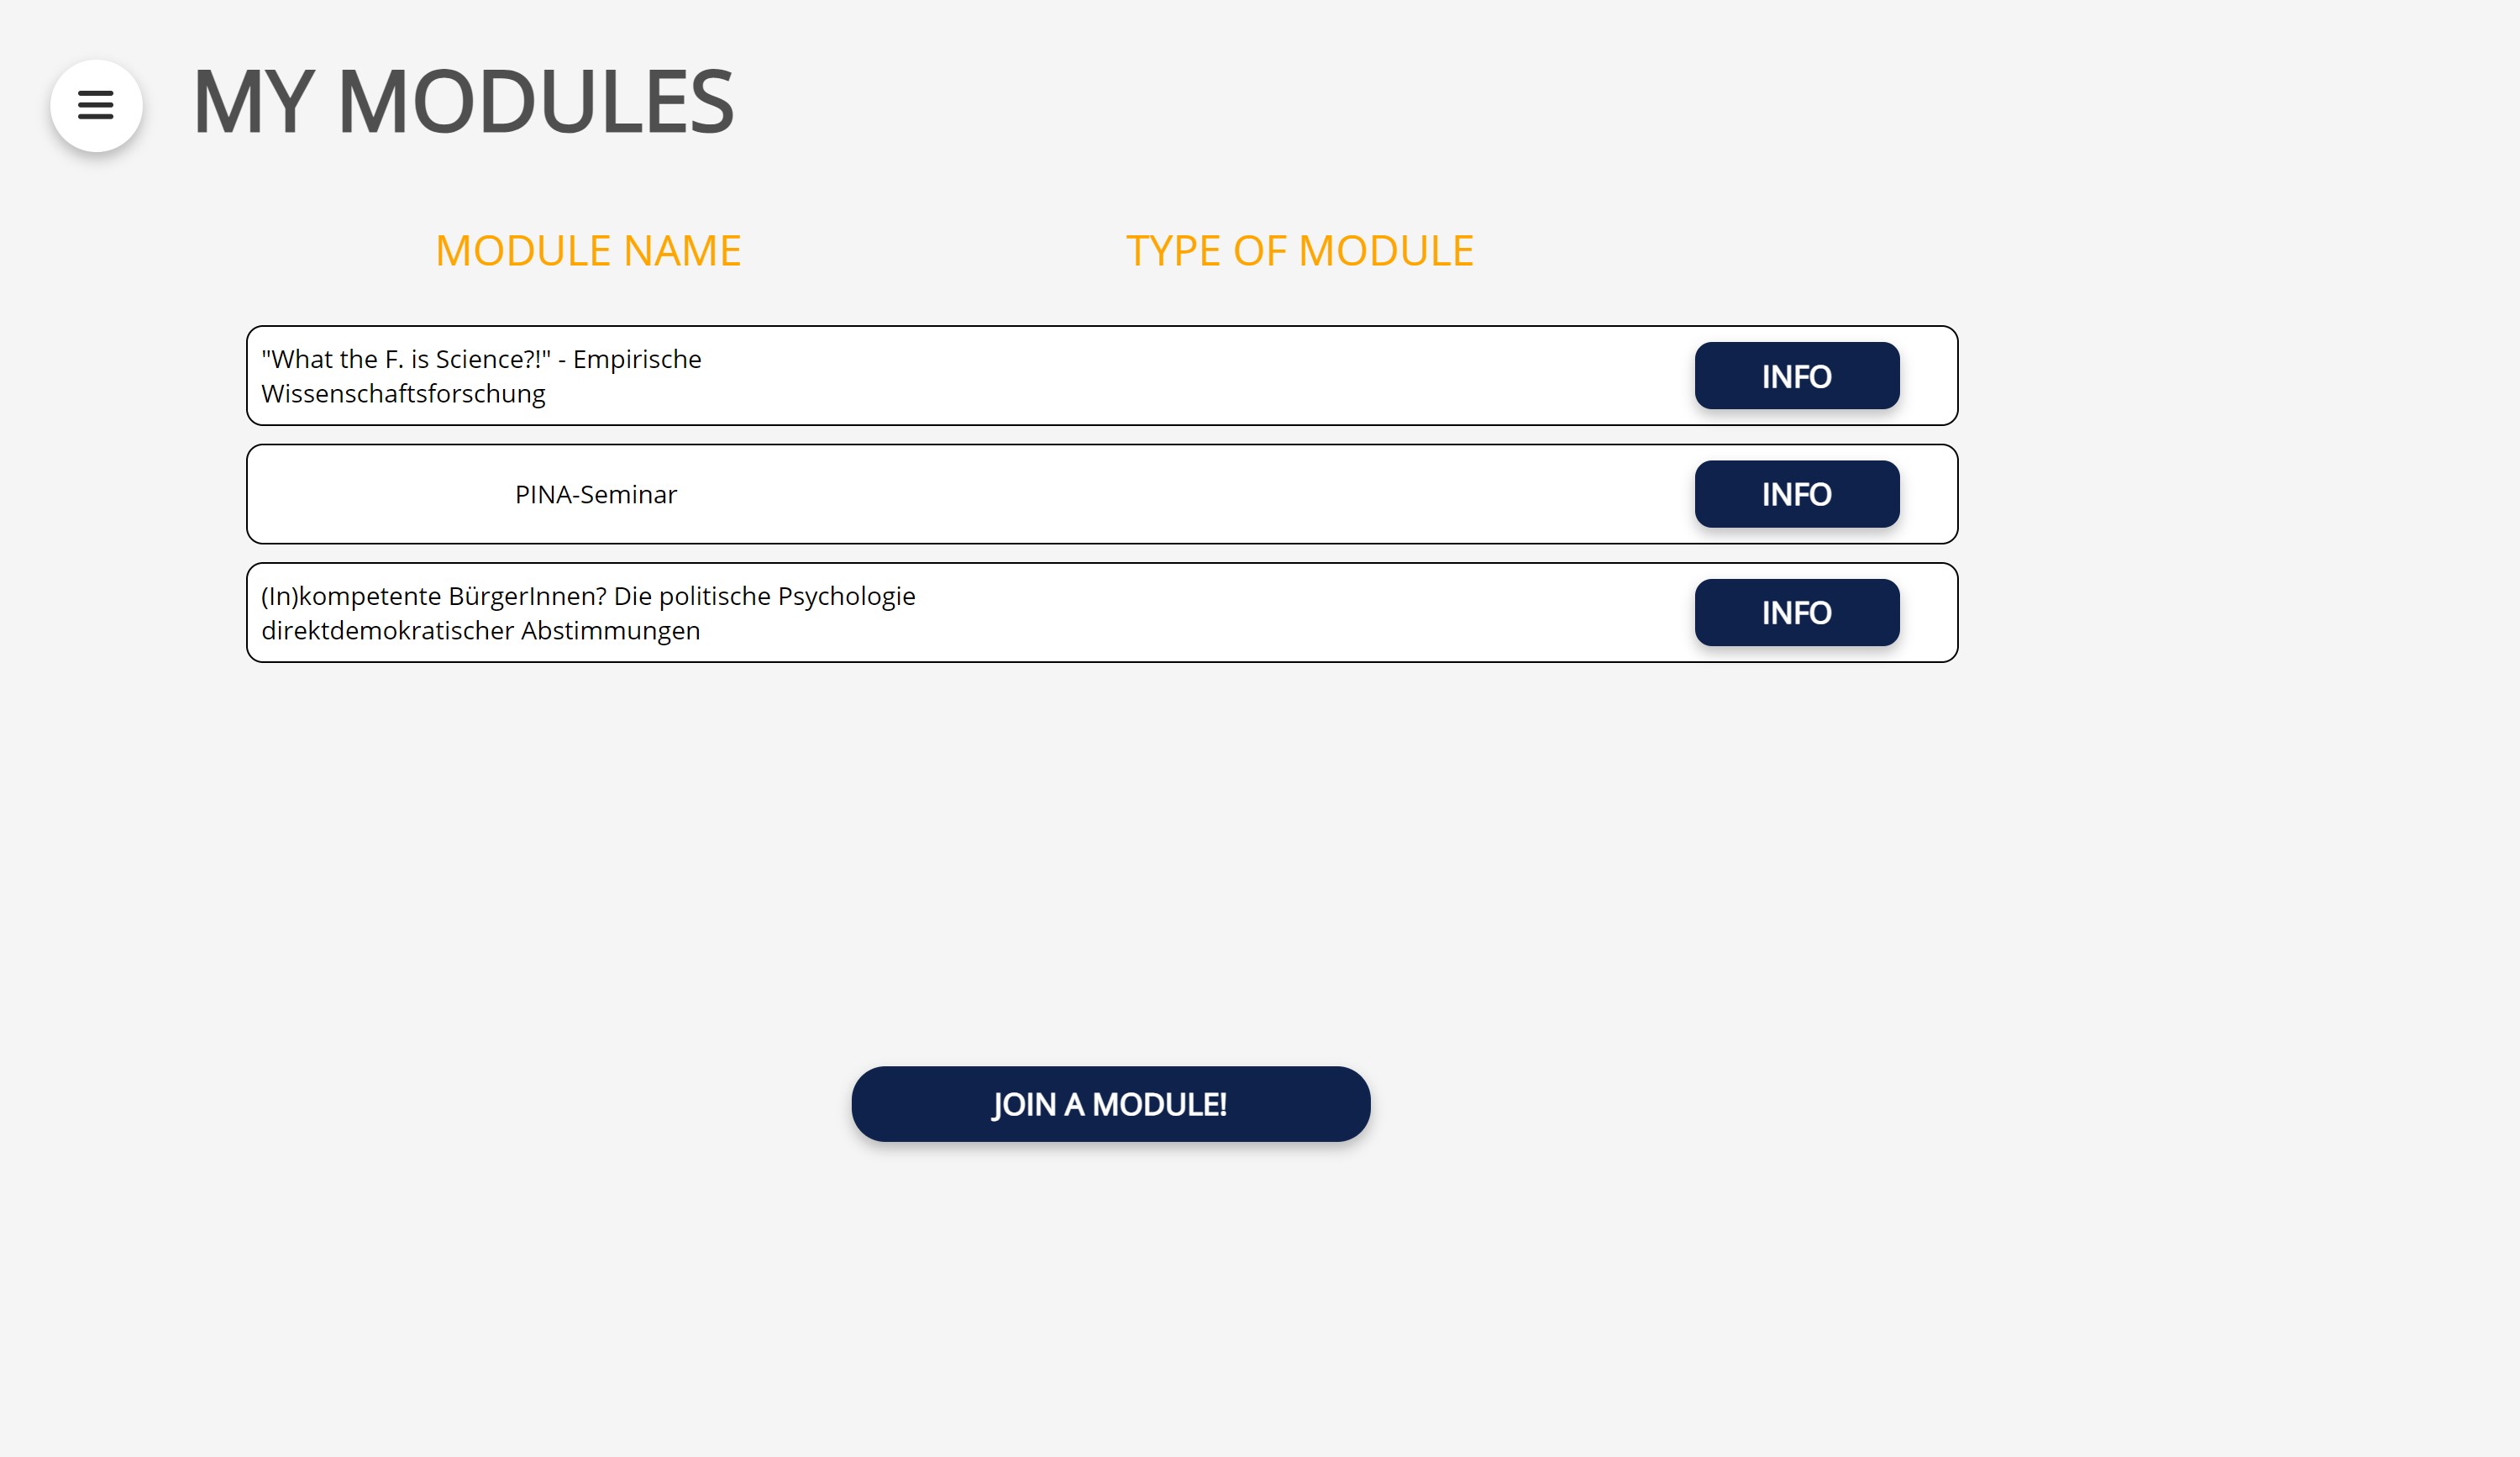 MY MODULES
MODULE NAME
TYPE OF MODULE
"What the F. is Science?!" - Empirische
Wissenschaftsforschung
INFO
PINA-Seminar
INFO
(In)kompetente BürgerInnen? Die politische Psychologie
direktdemokratischer Abstimmungen
INFO
JOIN A MODULE!